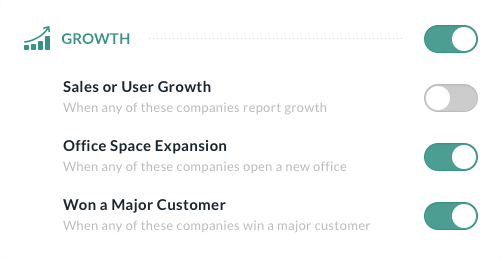 GROWTH
Sales or User Growth
When any of these companies report growth
Office Space Expansion
When any of these companies open a new office
Won a Major Customer
When any of these companies win a major customer